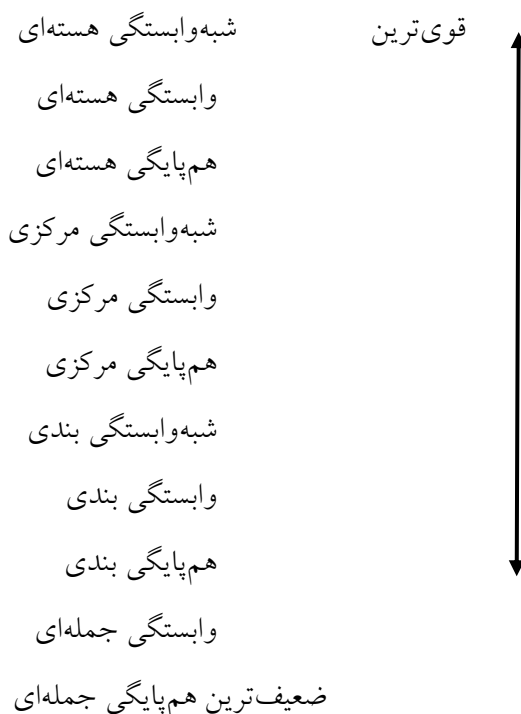 قوی‌ترین شبه‌وابستگی هسته‌ای
وابستگی هسته‌ای
هم‌پایگی هسته‌ای
شبه‌وابستگی مرکزی
وابستگی مرکزی
هم‌پایگی مرکزی
شبه‌وابستگی بندی
وابستگی بندی
هم‌پایگی بندی
وابستگی جمله‌ای
ضعیف‌ترین هم‌پایگی جمله‌ای